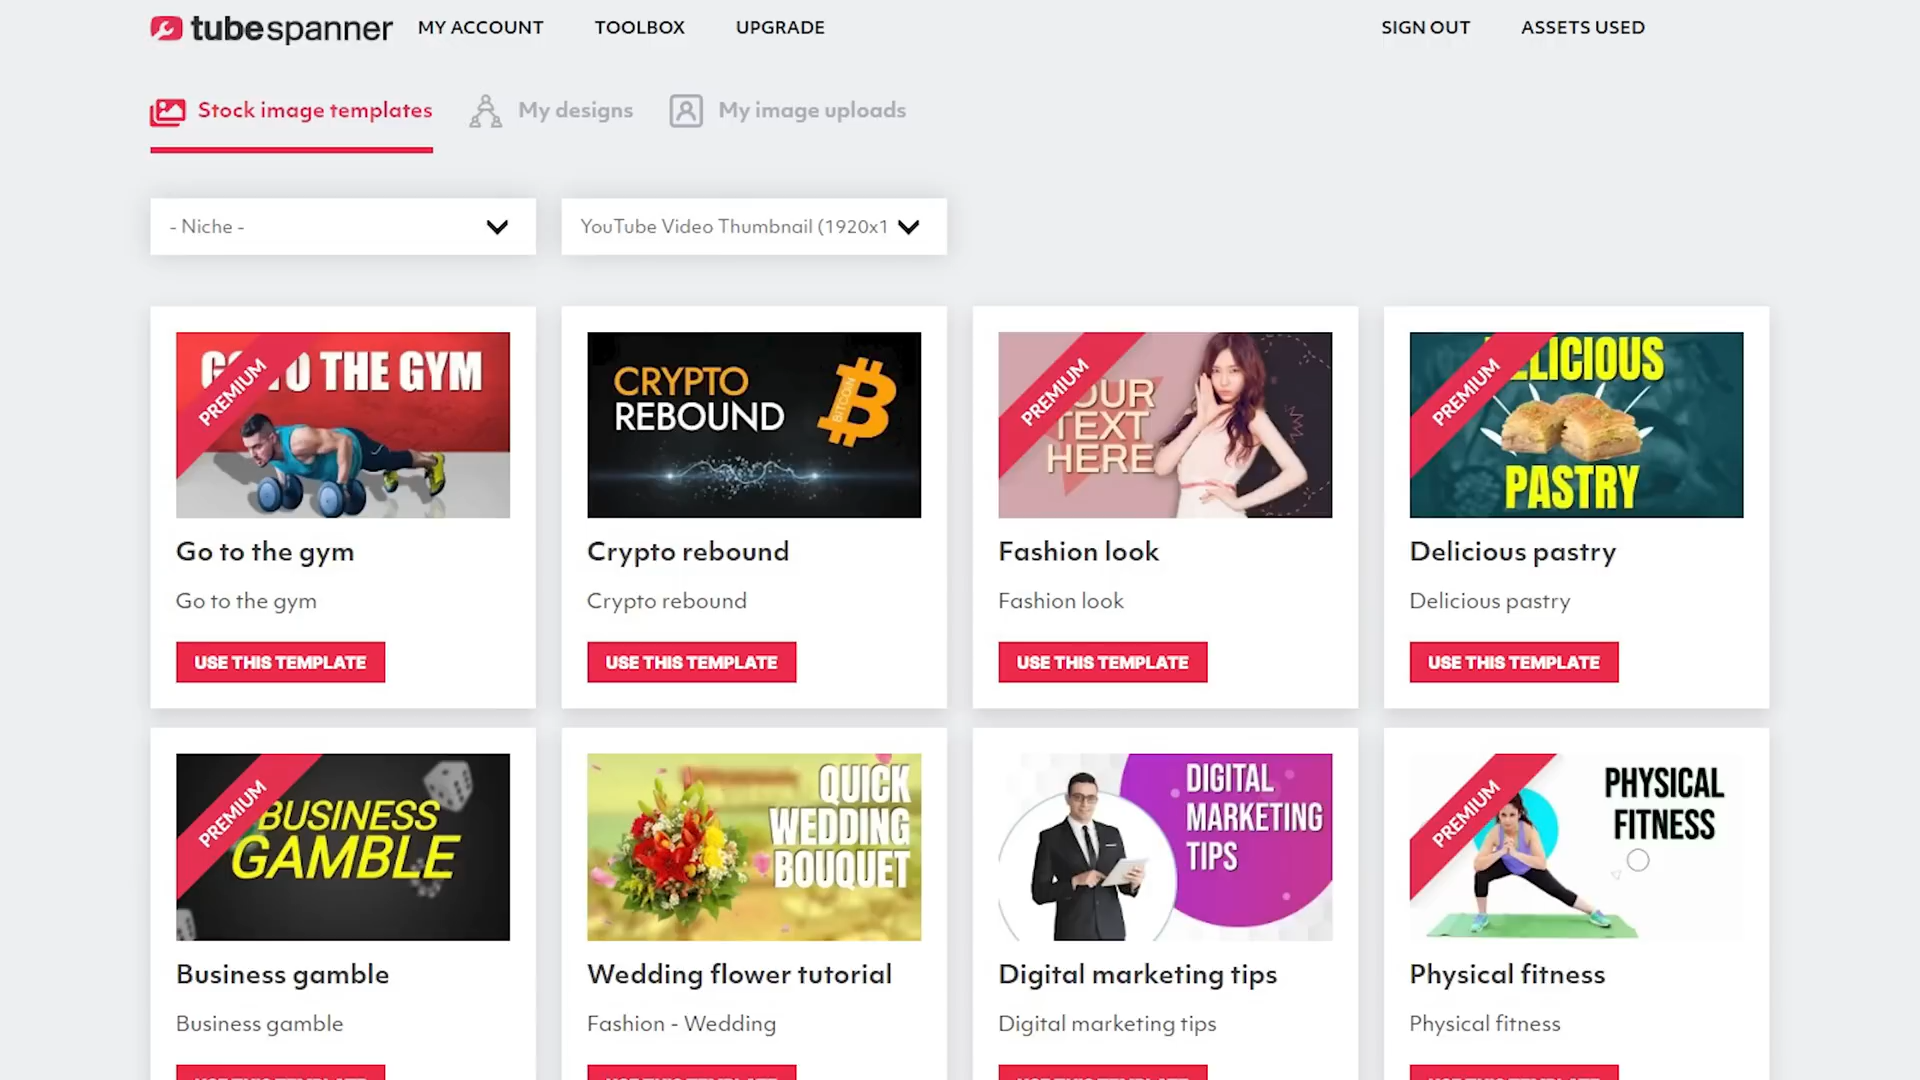 tubespanner MY ACCOUNT TOOLBOX UPGRADE SIGN OUT ASSETS USED
Stock image templates My designs My image uploads
- Niche - YouTube Video Thumbnail (1920x1
PREMIUM
TO THE GYM
CRYPTO
REBOUND
BITCOIN
PREMIUM
TEXT
HERE
PREMIUM
PASTRY
Go to the gym Crypto rebound Fashion look Delicious pastry
Go to the gym Crypto rebound Fashion look Delicious pastry
USE THIS TEMPLATE USE THIS TEMPLATE USE THIS TEMPLATE USE THIS TEMPLATE
PREMIUM
BUSINESS
GAMBLE
QUICK
WEDDING
BOUQUET
DIGITAL
MARKETING
TIPS
PREMIUM
PHYSICAL
FITNESS
Business gamble Wedding flower tutorial Digital marketing tips Physical fitness
Business gamble Fashion - Wedding Digital marketing tips Physical fitness